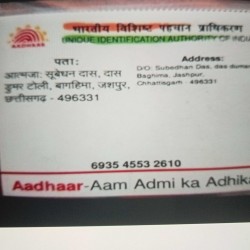 भारतीय विशिष्ट पहचान प्राधिकरण
UNIQUE IDENTIFICATION AUTHORITY OF INDIA
AADHAAR
पता:
आत्मजा: सुबेधन दास, दास
डुमर टोली, बागहिमा, जशपुर,
छत्तीसगढ़ - 496331
Address:
D/O: Subedhan Das, das dumar
Baghima, Jashpur,
Chhattisgarh - 496331
6935 4553 2610
Aadhaar-Aam Admi ka Adhika